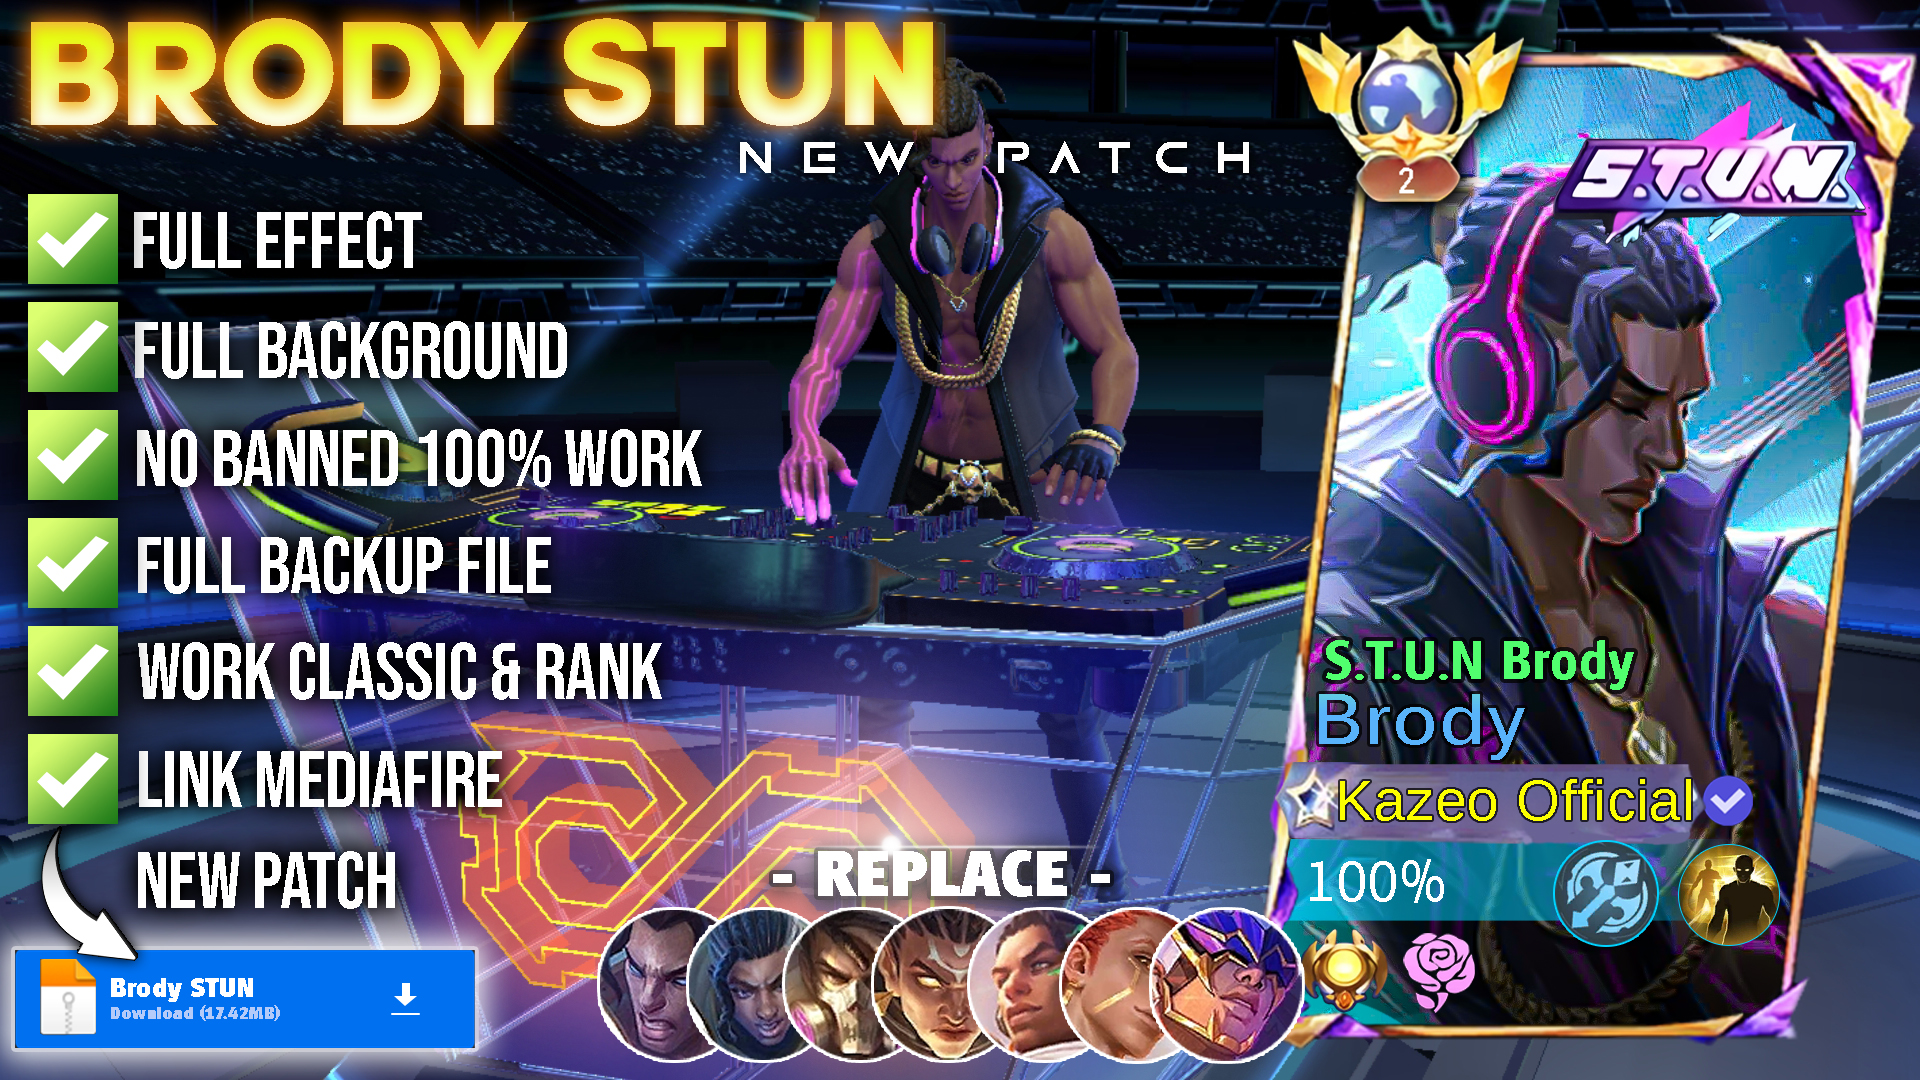 BRODY STUN
NEW PATCH
FULL EFFECT
FULL BACKGROUND
NO BANNED 100% WORK
FULL BACKUP FILE
WORK CLASSIC & RANK
LINK MEDIAFIRE
NEW PATCH
Brody STUN
Download (17.42MB)
- REPLACE -
2
S.T.U.N.
S.T.U.N Brody
Brody
Kazeo Official
100%